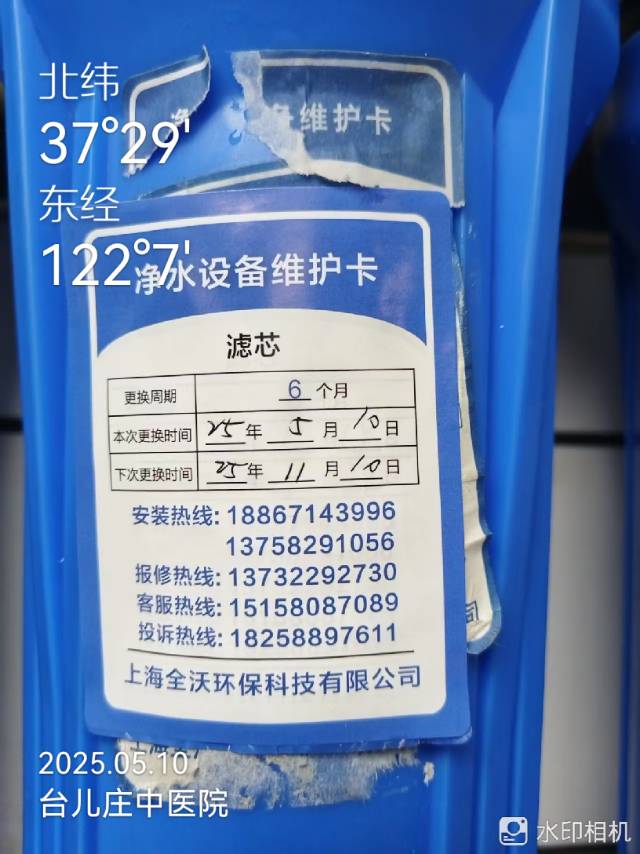 北纬
37°29'
东经
122°7'
净 净维护卡
净水设备维护卡
滤芯
更换周期 6 个月
本次更换时间 25 年 5 月 10 日
下次更换时间 25 年 11 月 10 日
安装热线: 18867143996
13758291056
报修热线: 13732292730
客服热线: 15158087089
投诉热线: 18258897611
上海全沃环保科技有限公司
司
上海
2025.05.10
台儿庄中医院
水印相机